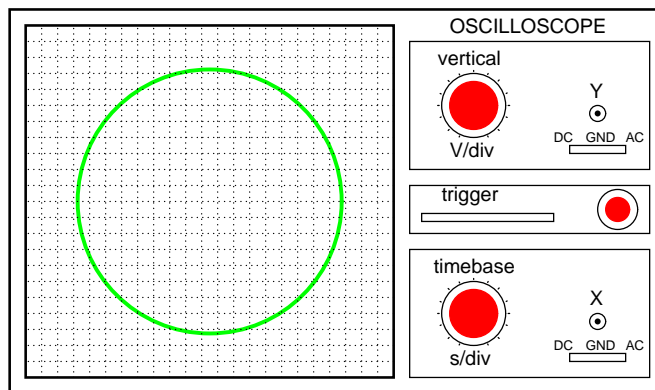 OSCILLOSCOPE
vertical
Y
DC GND AC
V/div
trigger
timebase
X
DC GND AC
s/div